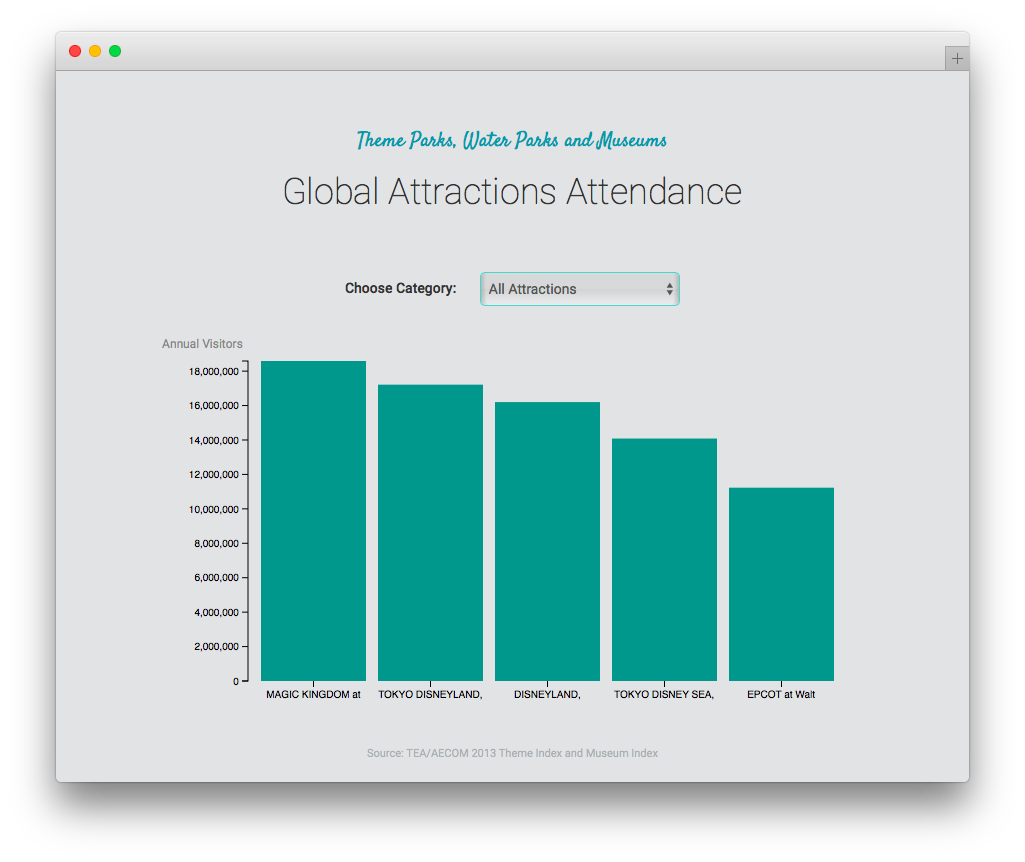 Theme Parks, Water Parks and Museums
Global Attractions Attendance
Choose Category: All Attractions
Annual Visitors
18,000,000
16,000,000
14,000,000
12,000,000
10,000,000
8,000,000
6,000,000
4,000,000
2,000,000
0
MAGIC KINGDOM at TOKYO DISNEYLAND, DISNEYLAND, TOKYO DISNEY SEA, EPCOT at Walt
Source: TEA/AECOM 2013 Theme Index and Museum Index